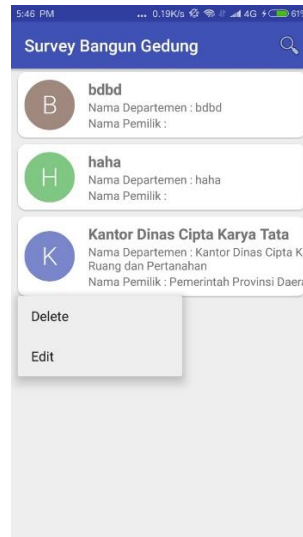 5:46 PM ... 0.19K/s 4G 61%
Survey Bangun Gedung
B
bdbd
Nama Departemen : bdbd
Nama Pemilik :
H
haha
Nama Departemen : haha
Nama Pemilik :
K
Kantor Dinas Cipta Karya Tata
Nama Departemen : Kantor Dinas Cipta K
Ruang dan Pertanahan
Nama Pemilik : Pemerintah Provinsi Daer
Delete
Edit